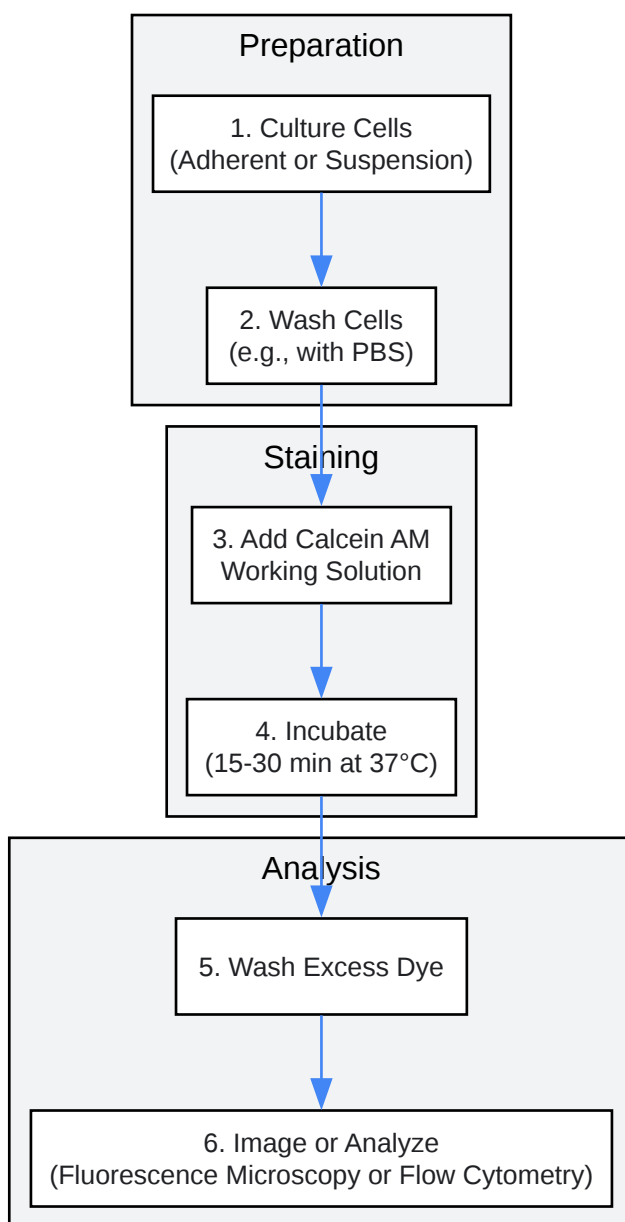 Preparation
1. Culture Cells
(Adherent or Suspension)
2. Wash Cells
(e.g., with PBS)
Staining
3. Add Calcein AM
Working Solution
4. Incubate
(15-30 min at 37°C)
Analysis
5. Wash Excess Dye
6. Image or Analyze
(Fluorescence Microscopy or Flow Cytometry)